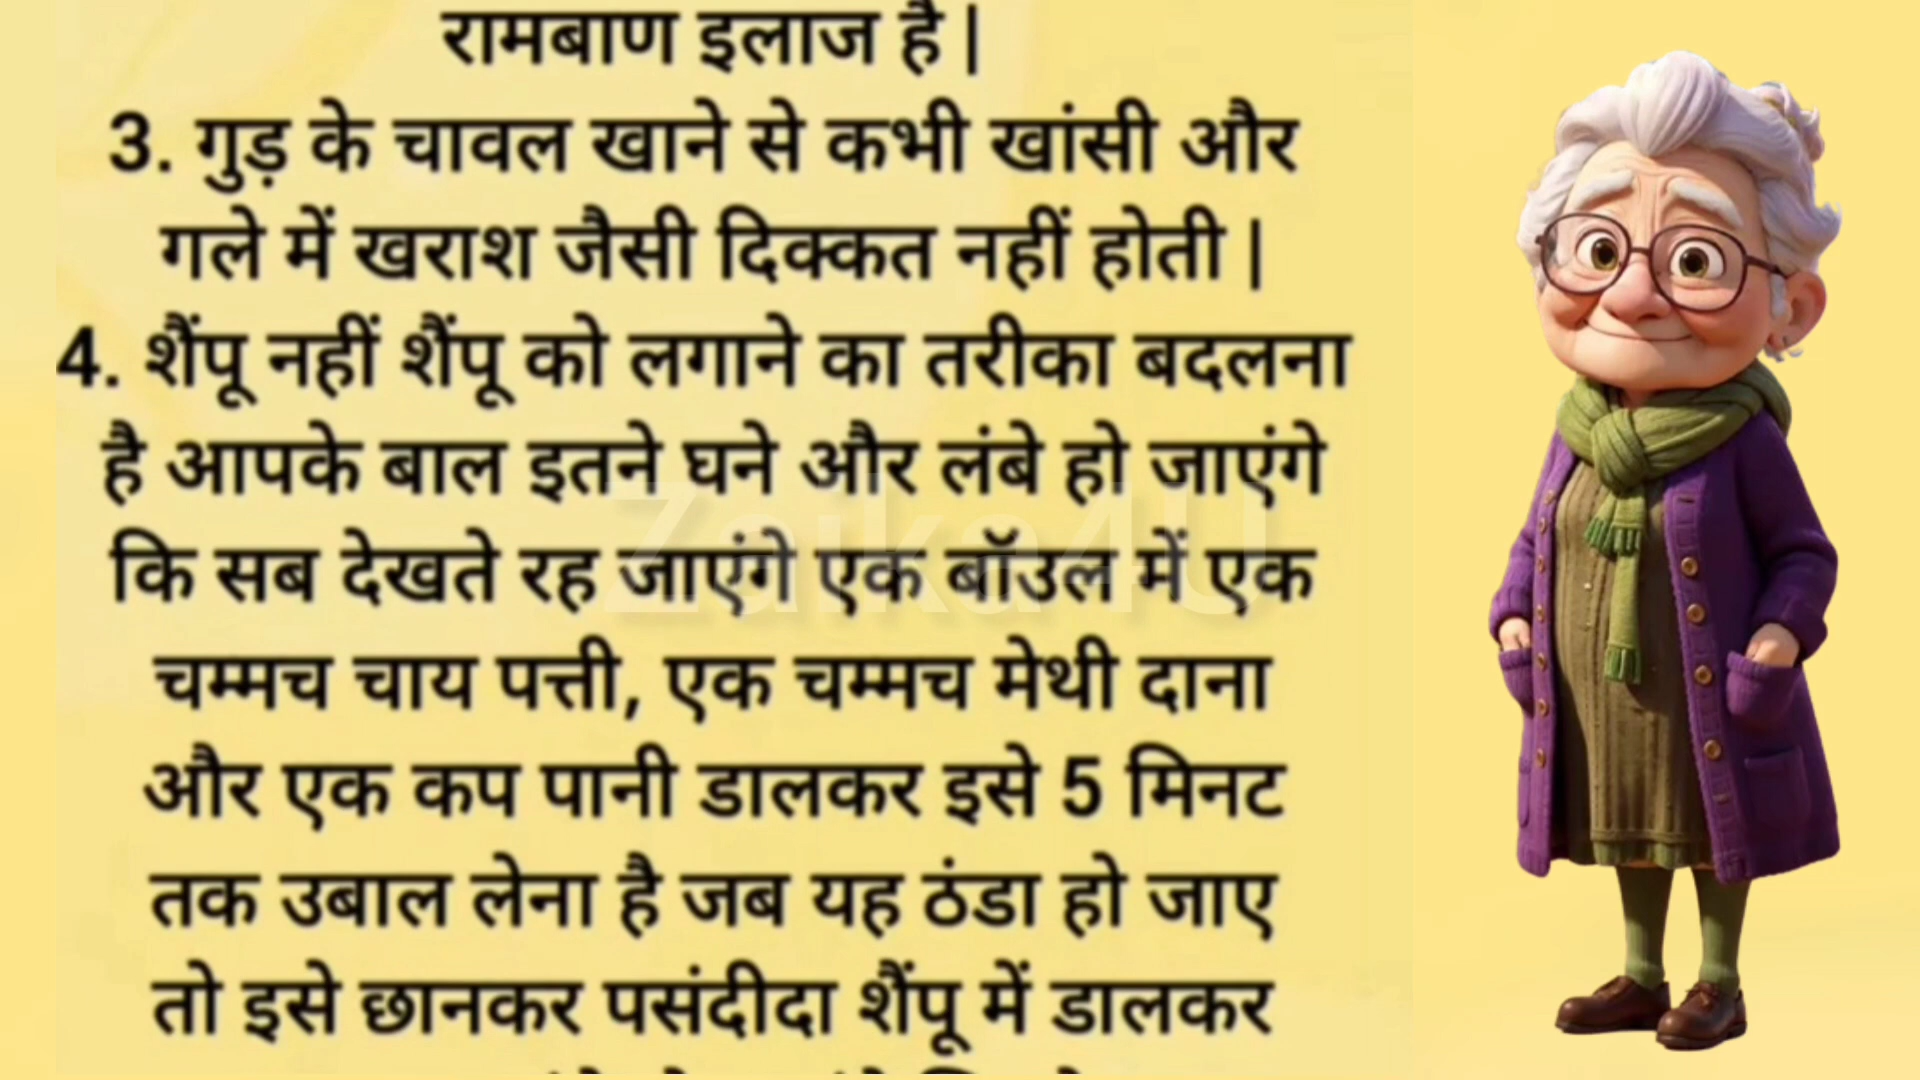 रामबाण इलाज है |
3. गुड़ के चावल खाने से कभी खांसी और
गले में खराश जैसी दिक्कत नहीं होती |
4. शैंपू नहीं शैंपू को लगाने का तरीका बदलना
है आपके बाल इतने घने और लंबे हो जाएंगे
कि सब देखते रह जाएंगे एक बॉउल में एक
Zaika4U
चम्मच चाय पत्ती, एक चम्मच मेथी दाना
और एक कप पानी डालकर इसे 5 मिनट
तक उबाल लेना है जब यह ठंडा हो जाए
तो इसे छानकर पसंदीदा शैंपू में डालकर